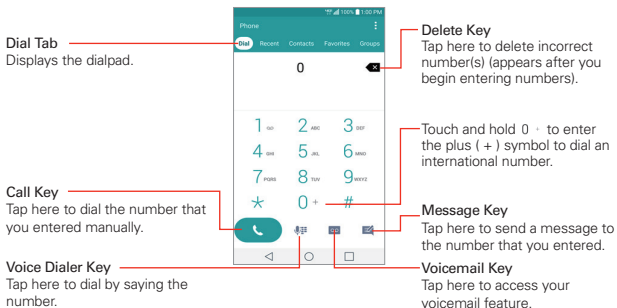 100% 1:00 PM
Phone
Dial Recent Contacts Favorites Groups
0
1
2 ABC
3 DEF
4 GHI
5 JKL
6 MNO
7 PQRS
8 TUV
9 WXYZ
* 0 + #
Dial Tab
Displays the dialpad.
Call Key
Tap here to dial the number that
you entered manually.
Voice Dialer Key
Tap here to dial by saying the
number.
Delete Key
Tap here to delete incorrect
number(s) (appears after you
begin entering numbers).
Touch and hold 0 + to enter
the plus ( + ) symbol to dial an
international number.
Message Key
Tap here to send a message to
the number that you entered.
Voicemail Key
Tap here to access your
voicemail feature.